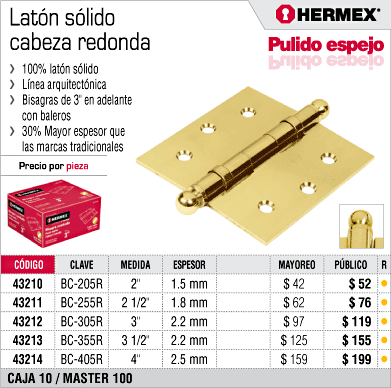 Latón sólido
cabeza redonda
HERMEX®
Pulido espejo
› 100% latón sólido
› Línea arquitectónica
› Bisagras de 3" en adelante
con baleros
› 30% Mayor espesor que
las marcas tradicionales
Precio por pieza
HERMEX
CÓDIGO CLAVE MEDIDA ESPESOR MAYOREO PÚBLICO R
43210 BC-205R 2" 1.5 mm $ 42 $ 52
43211 BC-255R 2 1/2" 1.8 mm $ 62 $ 76
43212 BC-305R 3" 2.2 mm $ 97 $ 119
43213 BC-355R 3 1/2" 2.2 mm $ 125 $ 155
43214 BC-405R 4" 2.5 mm $ 159 $ 199
CAJA 10 / MASTER 100